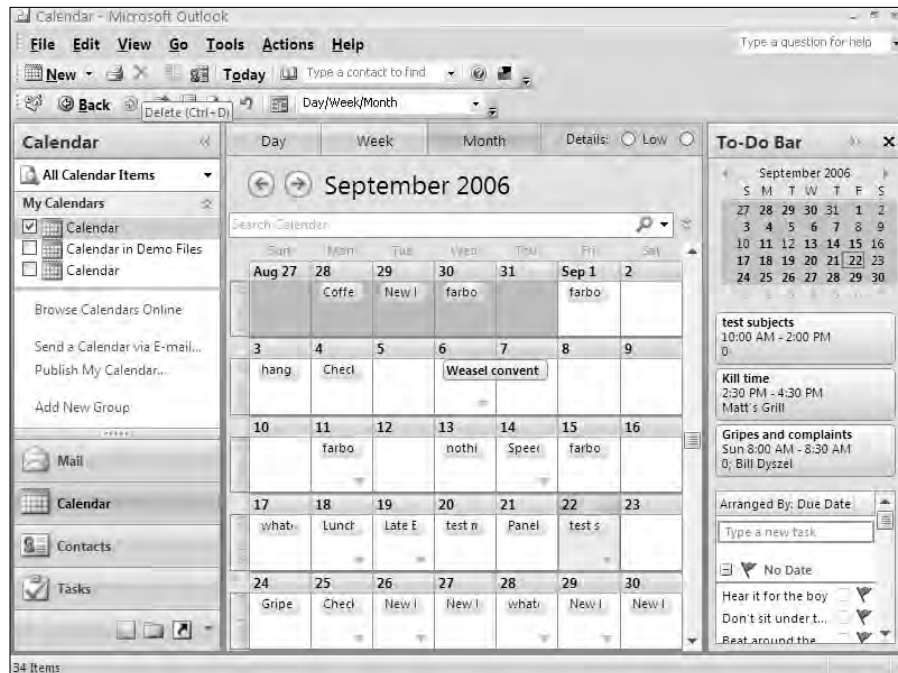 Calendar - Microsoft Outlook
File Edit View Go Tools Actions Help
Type a question for help
New Today Type a contact to find
Back Day/Week/Month
Delete (Ctrl+D)
Calendar
All Calendar Items
My Calendars
Calendar
Calendar in Demo Files
Calendar
Browse Calendars Online
Send a Calendar via E-mail...
Publish My Calendar...
Add New Group
Mail
Calendar
Contacts
Tasks
Day Week Month Details: Low
September 2006
Search Calendar
Sun Mon Tue Wed Thu Fri Sat
Aug 27 28 29 30 31 Sep 1 2
Coffe New farbo farbo
3 4 5 6 7 8 9
hang Checl Weasel convent
10 11 12 13 14 15 16
farbo nothi Spee farbo
17 18 19 20 21 22 23
what Lunch Late E test n Panel test s
24 25 26 27 28 29 30
Gripe Checl New New what New New
To-Do Bar
September 2006
S M T W T F S
27 28 29 30 31 1 2
3 4 5 6 7 8 9
10 11 12 13 14 15 16
17 18 19 20 21 22 23
24 25 26 27 28 29 30
test subjects
10:00 AM - 2:00 PM
0
Kill time
2:30 PM - 4:30 PM
Matt's Grill
Gripes and complaints
Sun 8:00 AM - 8:30 AM
0; Bill Dyszel
Arranged By: Due Date
Type a new task
No Date
Hear it for the boy
Don't sit under t...
Beat around the
34 Items